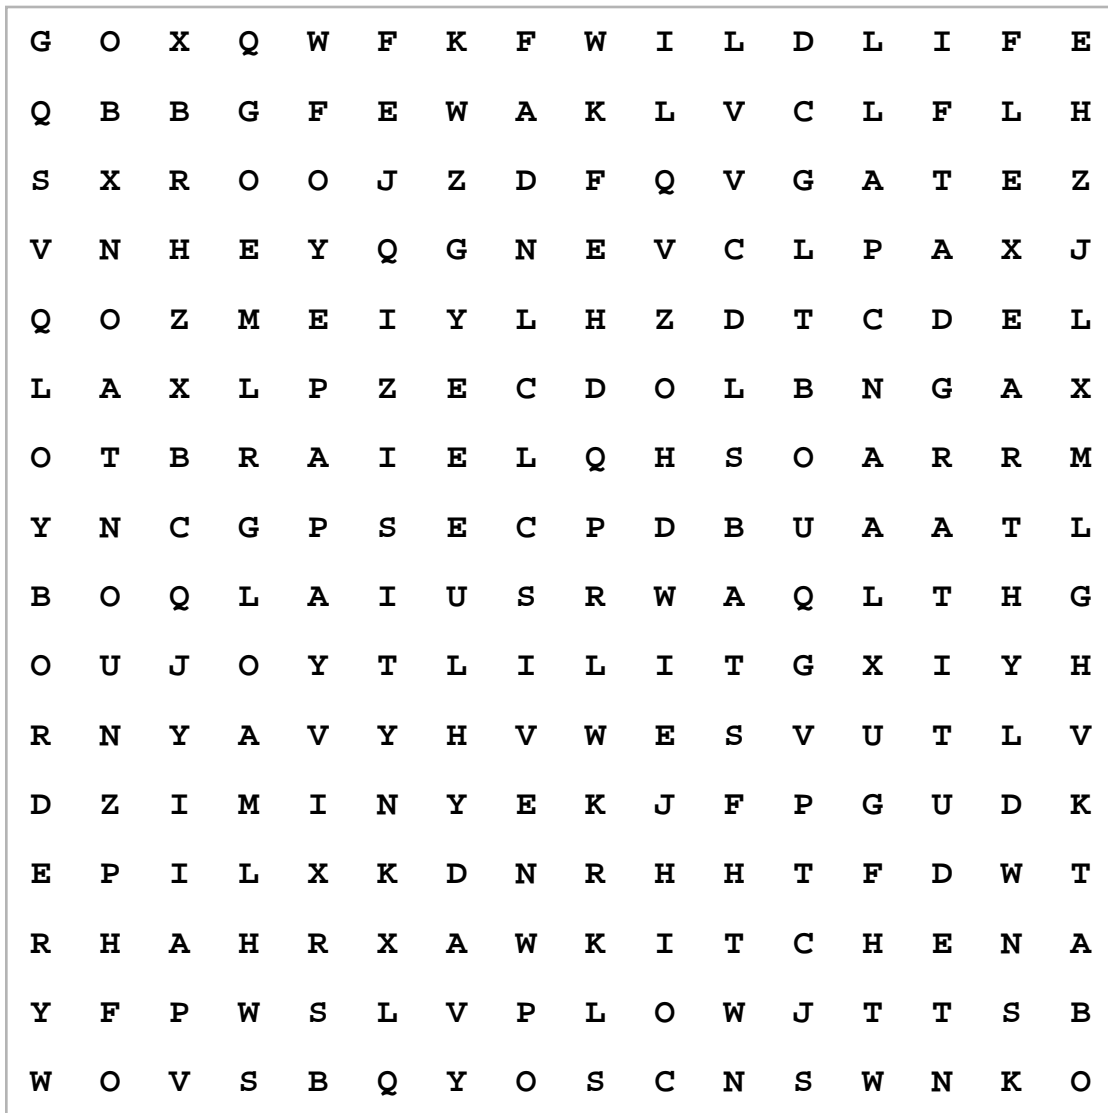 G O X Q W F K F W I L D L I F E
Q B B G F E W A K L V C L F L H
S X R O O J Z D F Q V G A T E Z
V N H E Y Q G N E V C L P A X J
Q O Z M E I Y L H Z D T C D E L
L A X L P Z E C D O L B N G A X
O T B R A I E L Q H S O A R R M
Y N C G P S E C P D B U A A T L
B O Q L A I U S R W A Q L T H G
O U J O Y T L I L I T G X I Y H
R N Y A V Y H V W E S V U T L V
D Z I M I N Y E K J F P G U D K
E P I L X K D N R H H T F D W T
R H A H R X A W K I T C H E N A
Y F P W S L V P L O W J T T S B
W O V S B Q Y O S C N S W N K O